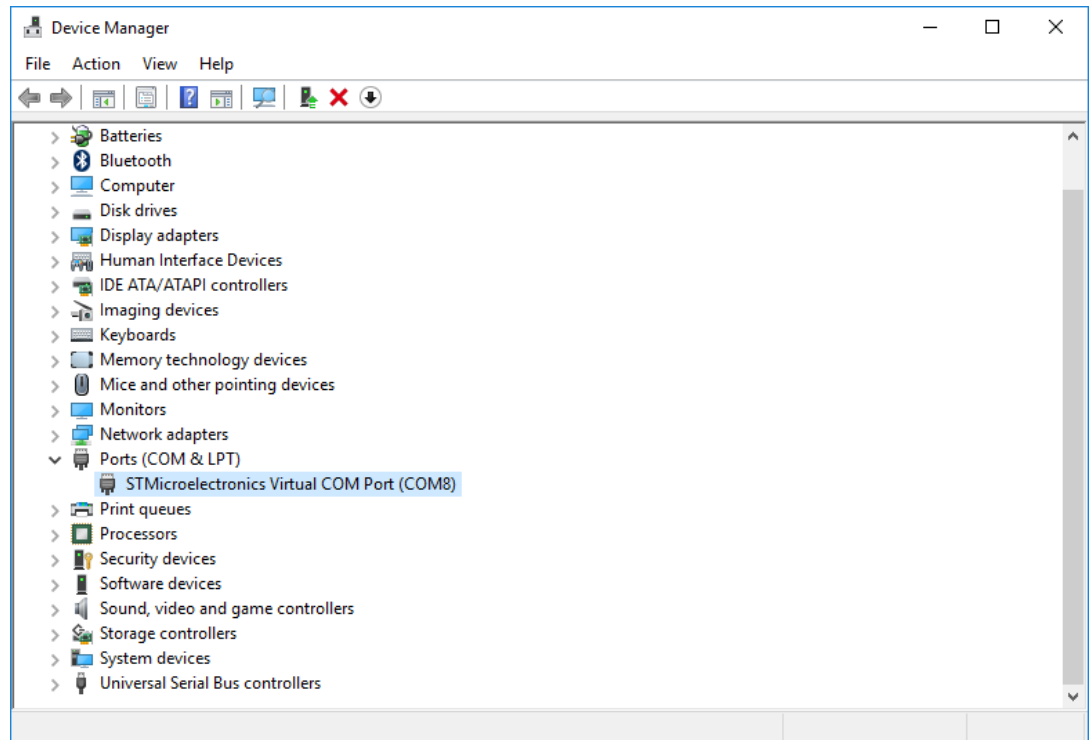 Device Manager
File Action View Help
Batteries
Bluetooth
Computer
Disk drives
Display adapters
Human Interface Devices
IDE ATA/ATAPI controllers
Imaging devices
Keyboards
Memory technology devices
Mice and other pointing devices
Monitors
Network adapters
Ports (COM & LPT)
STMicroelectronics Virtual COM Port (COM8)
Print queues
Processors
Security devices
Software devices
Sound, video and game controllers
Storage controllers
System devices
Universal Serial Bus controllers